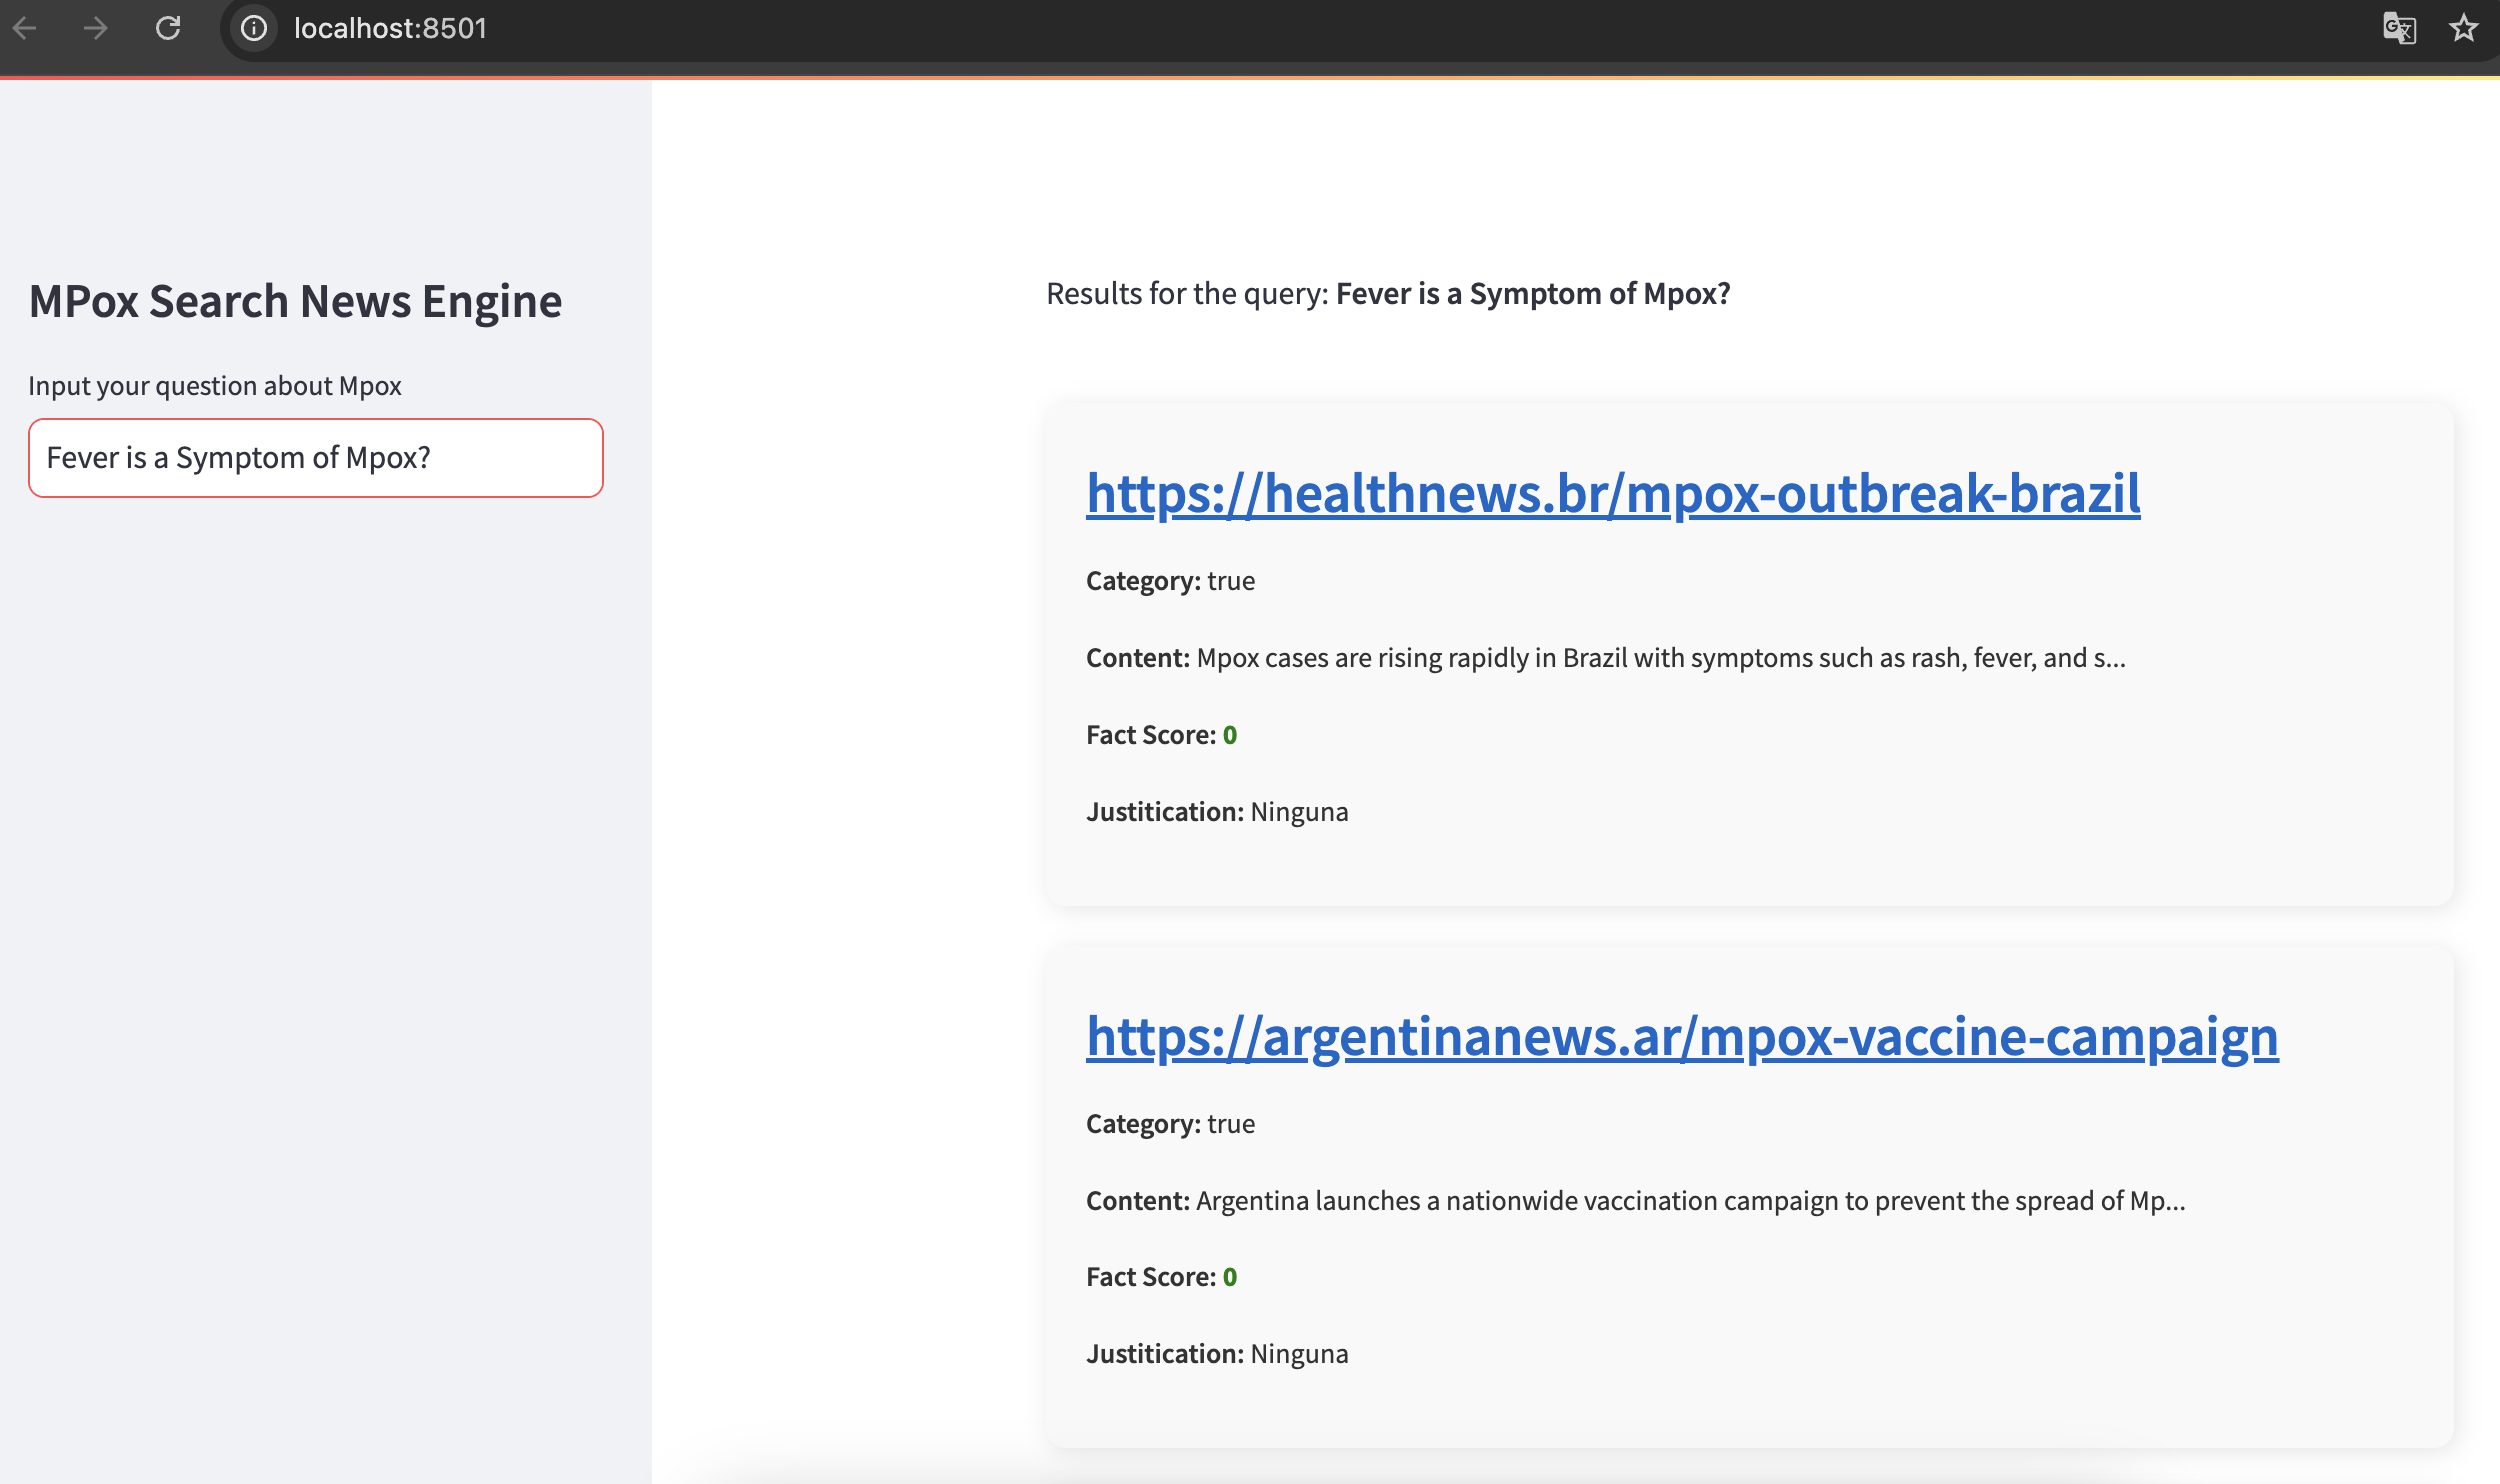 localhost:8501
MPox Search News Engine
Input your question about Mpox
Fever is a Symptom of Mpox?
Results for the query: Fever is a Symptom of Mpox?
https://healthnews.br/mpox-outbreak-brazil
Category: true
Content: Mpox cases are rising rapidly in Brazil with symptoms such as rash, fever, and s...
Fact Score: 0
Justitication: Ninguna
https://argentinanews.ar/mpox-vaccine-campaign
Category: true
Content: Argentina launches a nationwide vaccination campaign to prevent the spread of Mp...
Fact Score: 0
Justitication: Ninguna